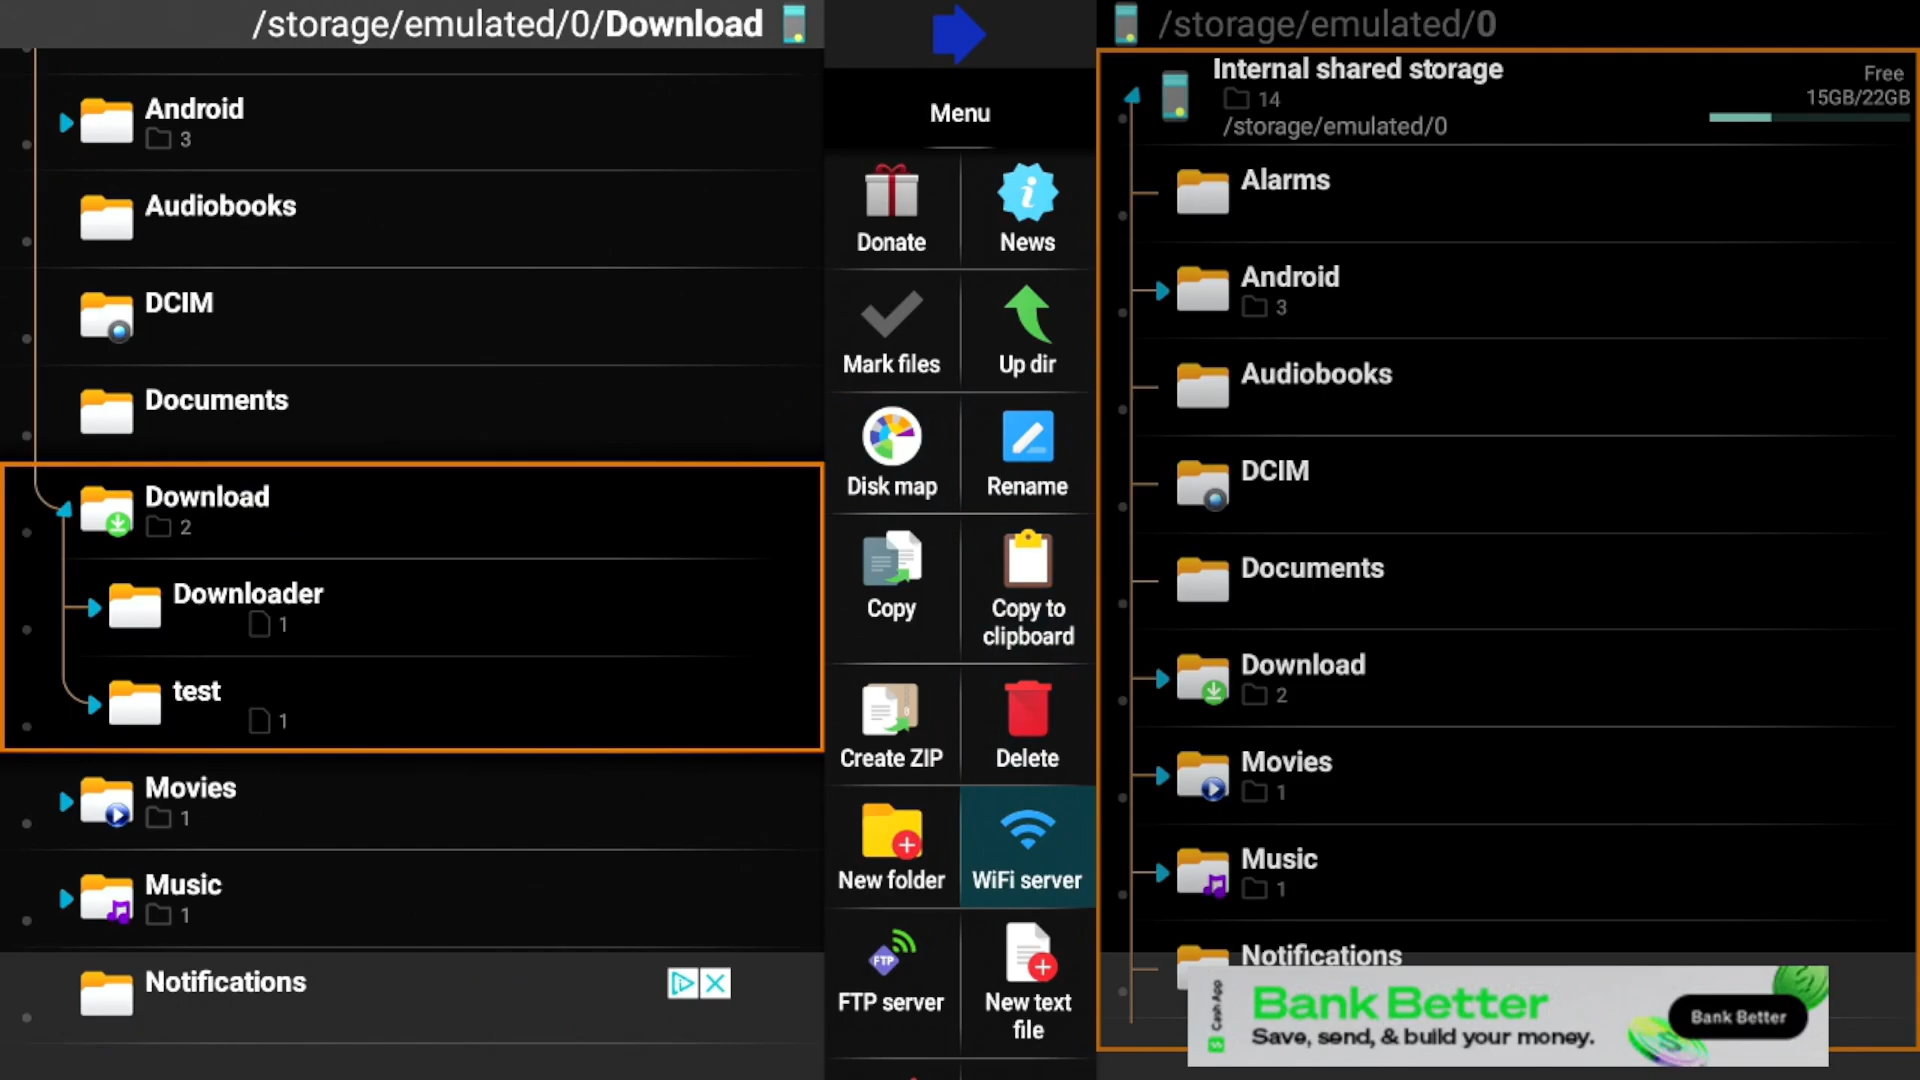 /storage/emulated/0/Download
Android
3
Audiobooks
DCIM
Documents
Download
2
Downloader
1
test
1
Movies
1
Music
1
Notifications
Menu
Donate
News
Mark files
Up dir
Disk map
Rename
Copy
Copy to
clipboard
Create ZIP
Delete
New folder
WiFi server
FTP
FTP server
New text
file
/storage/emulated/0
Internal shared storage
14
/storage/emulated/0
Free
15GB/22GB
Alarms
Android
3
Audiobooks
DCIM
Documents
Download
2
Movies
1
Music
1
Notifications
Cash App
Bank Better
Save, send, & build your money.
Bank Better